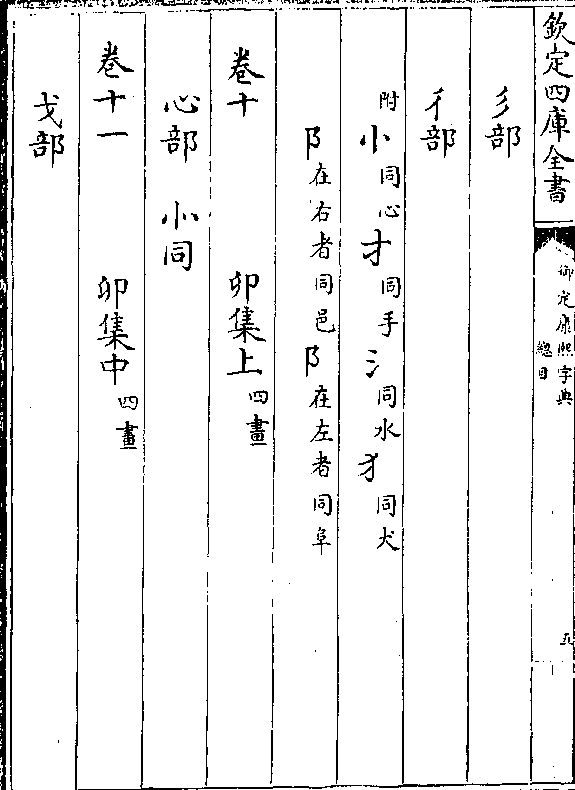 欽定四庫全書
御定康熙字典
總目
五
彡部
彳部
附 㣺同心 扌同手 氵同水 犭同犬
阝在右者同邑 阝在左者同阜
卷十 卯集上 四畫
心部 㣺同
卷十一 卯集中 四畫
戈部